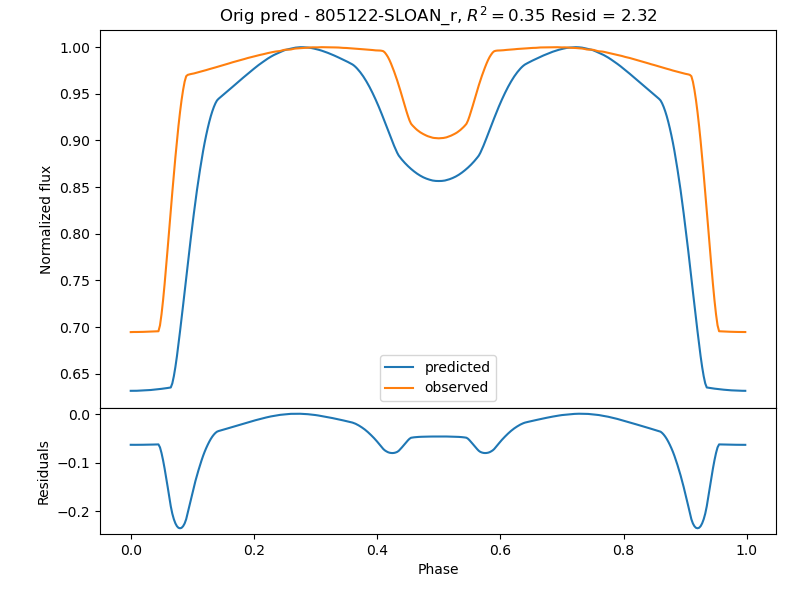 Orig pred - 805122-SLOAN_r, R² = 0.35 Resid = 2.32
1.00
0.95
0.90
0.85
0.80
0.75
0.70
0.65
Normalized flux
predicted
observed
0.0
−0.1
−0.2
Residuals
0.0 0.2 0.4 0.6 0.8 1.0
Phase